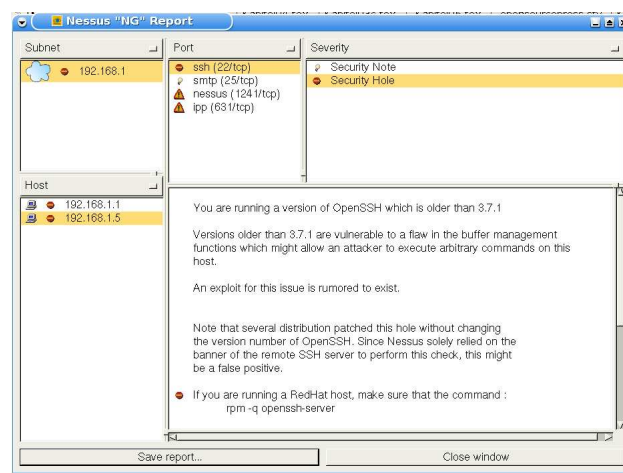 Nessus "NG" Report
Subnet
192.168.1
Port
ssh (22/tcp)
smtp (25/tcp)
nessus (1241/tcp)
ipp (631/tcp)
Severity
Security Note
Security Hole
Host
192.168.1.1
192.168.1.5
You are running a version of OpenSSH which is older than 3.7.1
Versions older than 3.7.1 are vulnerable to a flaw in the buffer management
functions which might allow an attacker to execute arbitrary commands on this
host.
An exploit for this issue is rumored to exist.
Note that several distribution patched this hole without changing
the version number of OpenSSH. Since Nessus solely relied on the
banner of the remote SSH server to perform this check, this might
be a false positive.
If you are running a RedHat host, make sure that the command :
rpm -q openssh-server
Save report...
Close window